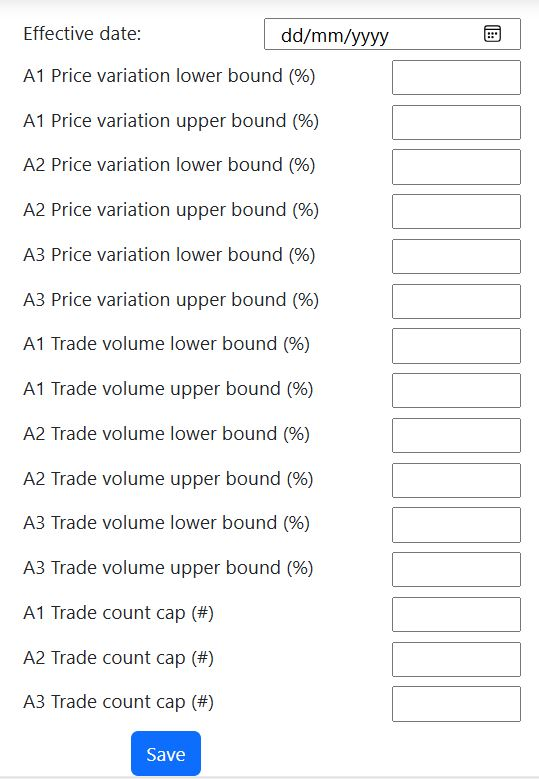 Effective date: dd/mm/yyyy
A1 Price variation lower bound (%)
A1 Price variation upper bound (%)
A2 Price variation lower bound (%)
A2 Price variation upper bound (%)
A3 Price variation lower bound (%)
A3 Price variation upper bound (%)
A1 Trade volume lower bound (%)
A1 Trade volume upper bound (%)
A2 Trade volume lower bound (%)
A2 Trade volume upper bound (%)
A3 Trade volume lower bound (%)
A3 Trade volume upper bound (%)
A1 Trade count cap (#)
A2 Trade count cap (#)
A3 Trade count cap (#)
Save